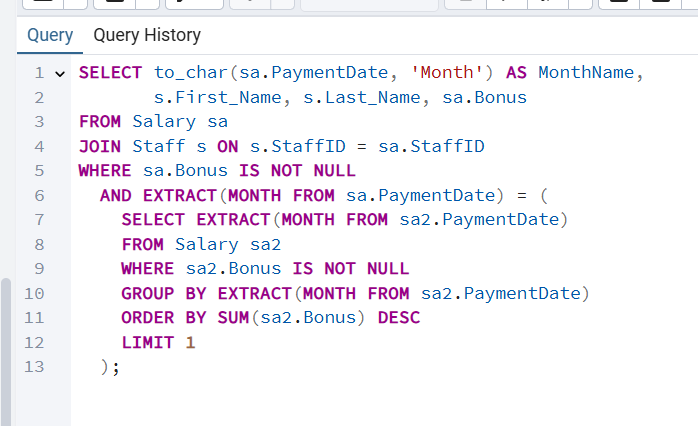 Query Query History
1 SELECT to_char(sa.PaymentDate, 'Month') AS MonthName,
2 s.First_Name, s.Last_Name, sa.Bonus
3 FROM Salary sa
4 JOIN Staff s ON s.StaffID = sa.StaffID
5 WHERE sa.Bonus IS NOT NULL
6 AND EXTRACT(MONTH FROM sa.PaymentDate) = (
7 SELECT EXTRACT(MONTH FROM sa2.PaymentDate)
8 FROM Salary sa2
9 WHERE sa2.Bonus IS NOT NULL
10 GROUP BY EXTRACT(MONTH FROM sa2.PaymentDate)
11 ORDER BY SUM(sa2.Bonus) DESC
12 LIMIT 1
13 );